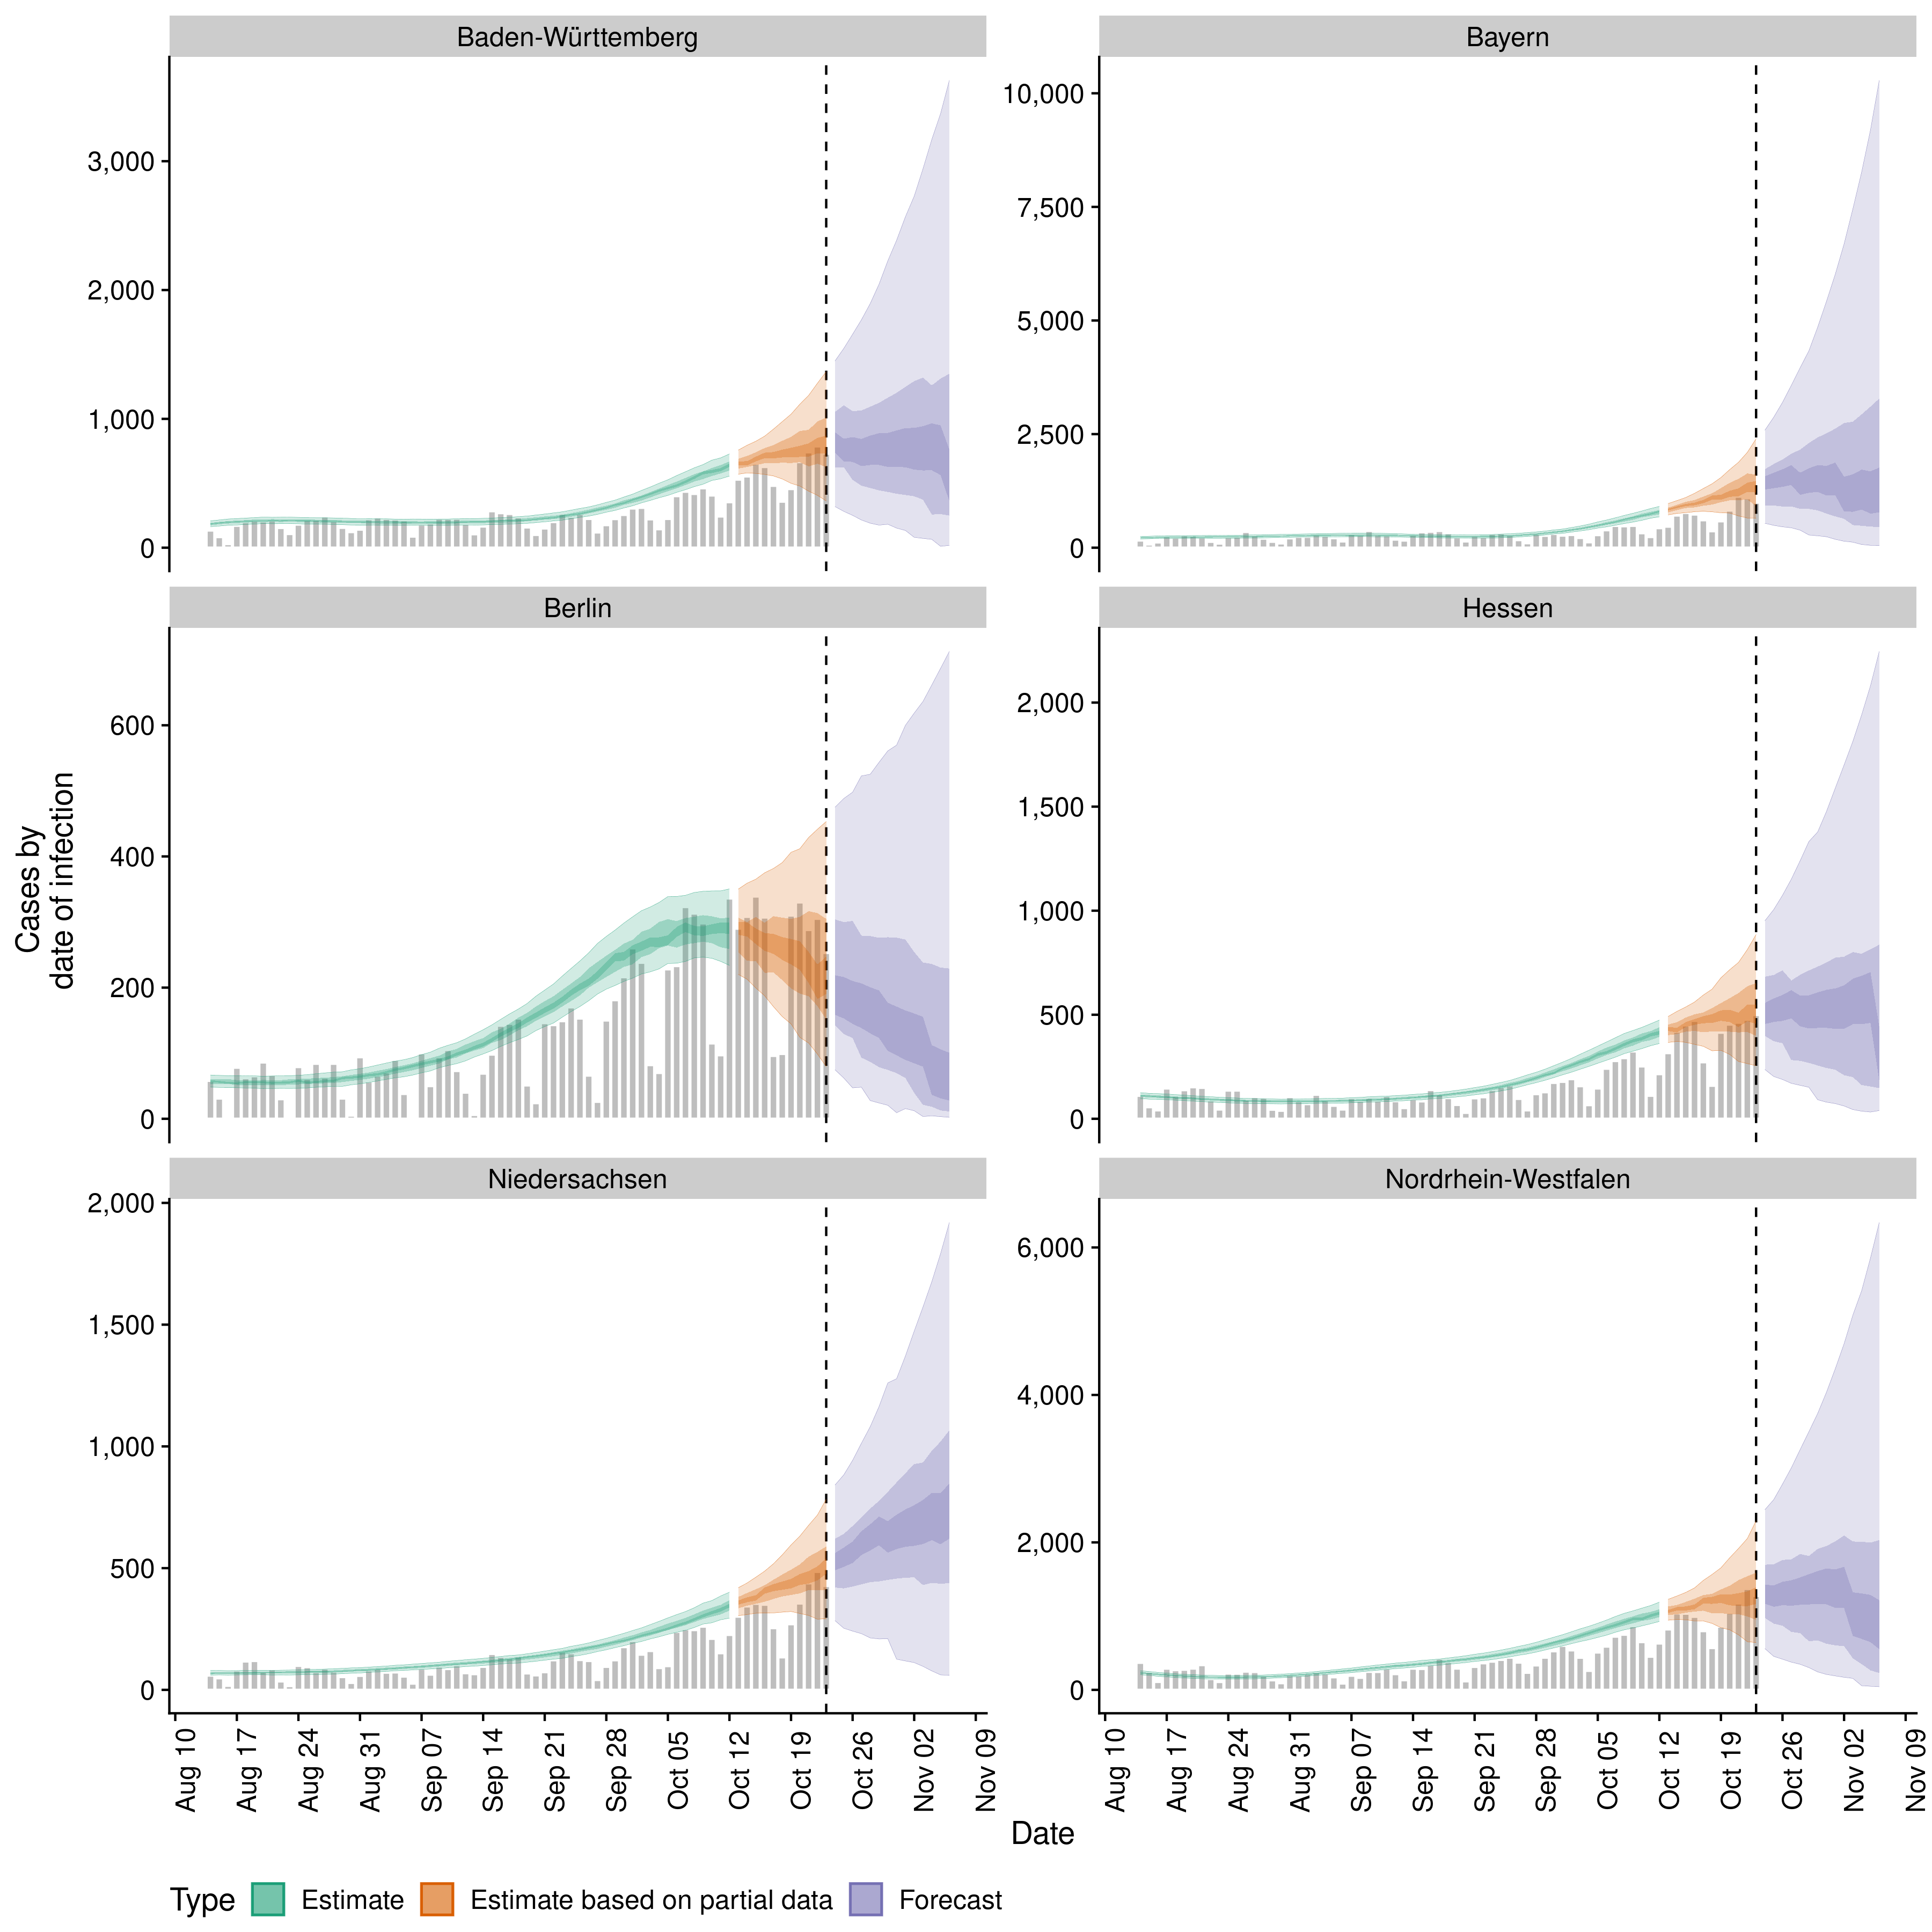 Baden-Württemberg
Bayern
3,000
2,000
1,000
0
10,000
7,500
5,000
2,500
0
Berlin
Hessen
600
400
200
0
2,000
1,500
1,000
500
0
Niedersachsen
Nordrhein-Westfalen
2,000
1,500
1,000
500
0
6,000
4,000
2,000
0
Cases by
date of infection
Aug 10
Aug 17
Aug 24
Aug 31
Sep 07
Sep 14
Sep 21
Sep 28
Oct 05
Oct 12
Oct 19
Oct 26
Nov 02
Nov 09
Aug 10
Aug 17
Aug 24
Aug 31
Sep 07
Sep 14
Sep 21
Sep 28
Oct 05
Oct 12
Oct 19
Oct 26
Nov 02
Nov 09
Date
Type Estimate Estimate based on partial data Forecast